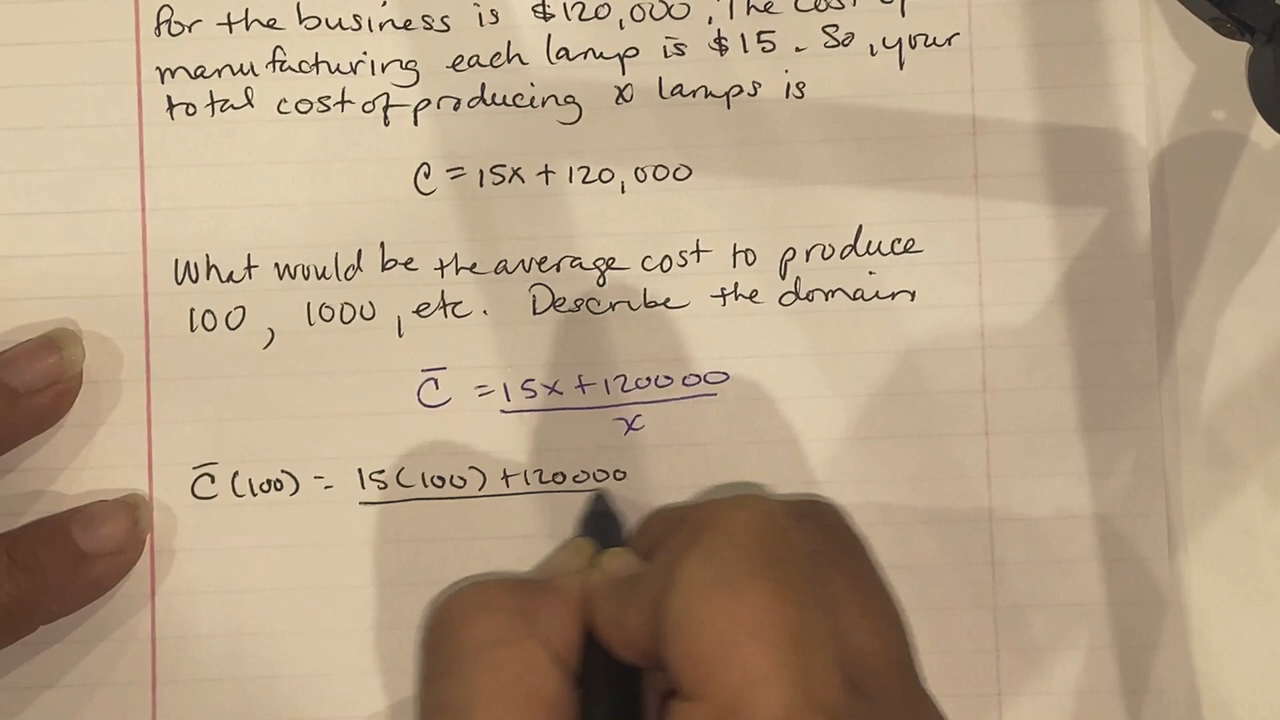 for the business is $120,000. The cost of
manufacturing each lamp is $15. So, your
total cost of producing x lamps is
C = 15x + 120,000
What would be the average cost to produce
100, 1000, etc. Describe the domain
C̅ = 15x + 120000
x
C̅(100) = 15(100) + 120000